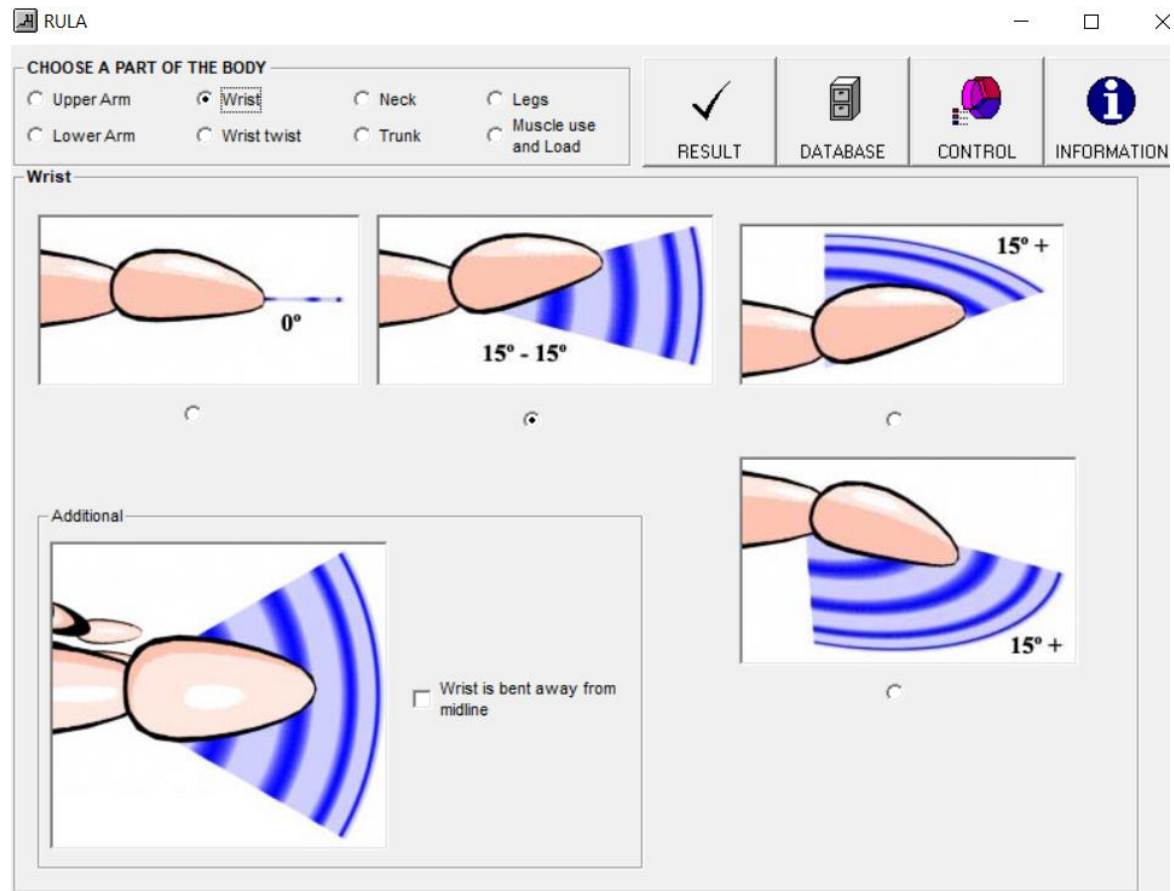 RULA
CHOOSE A PART OF THE BODY
Upper Arm
Wrist
Neck
Legs
Lower Arm
Wrist twist
Trunk
Muscle use
and Load
RESULT
DATABASE
CONTROL
INFORMATION
Wrist
0º
15º - 15º
15º +
15º +
Additional
Wrist is bent away from
midline